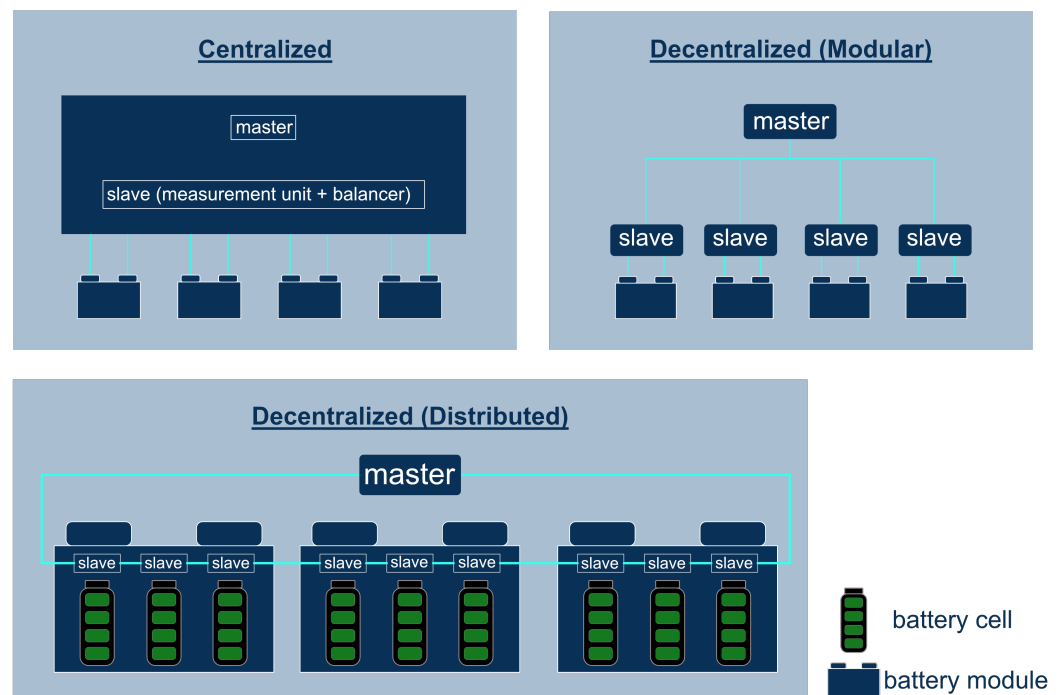 Centralized
master
slave (measurement unit + balancer)
Decentralized (Modular)
master
slave slave slave slave
Decentralized (Distributed)
master
slave slave slave slave slave slave slave slave slave
battery cell
battery module